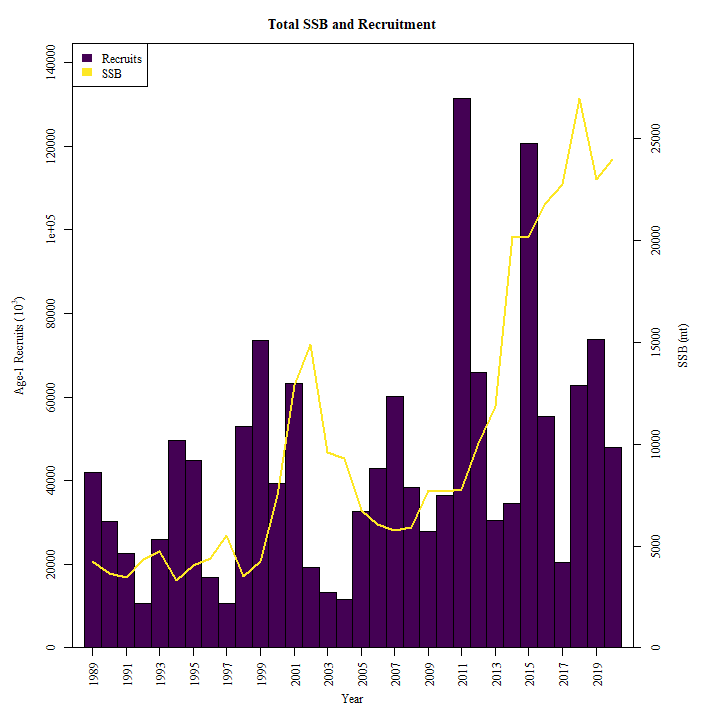 Total SSB and Recruitment
Recruits
SSB
Age-1 Recruits (10³)
140000
120000
1e+05
80000
60000
40000
20000
0
25000
20000
15000
10000
5000
0
SSB (mt)
1989 1991 1993 1995 1997 1999 2001 2003 2005 2007 2009 2011 2013 2015 2017 2019
Year